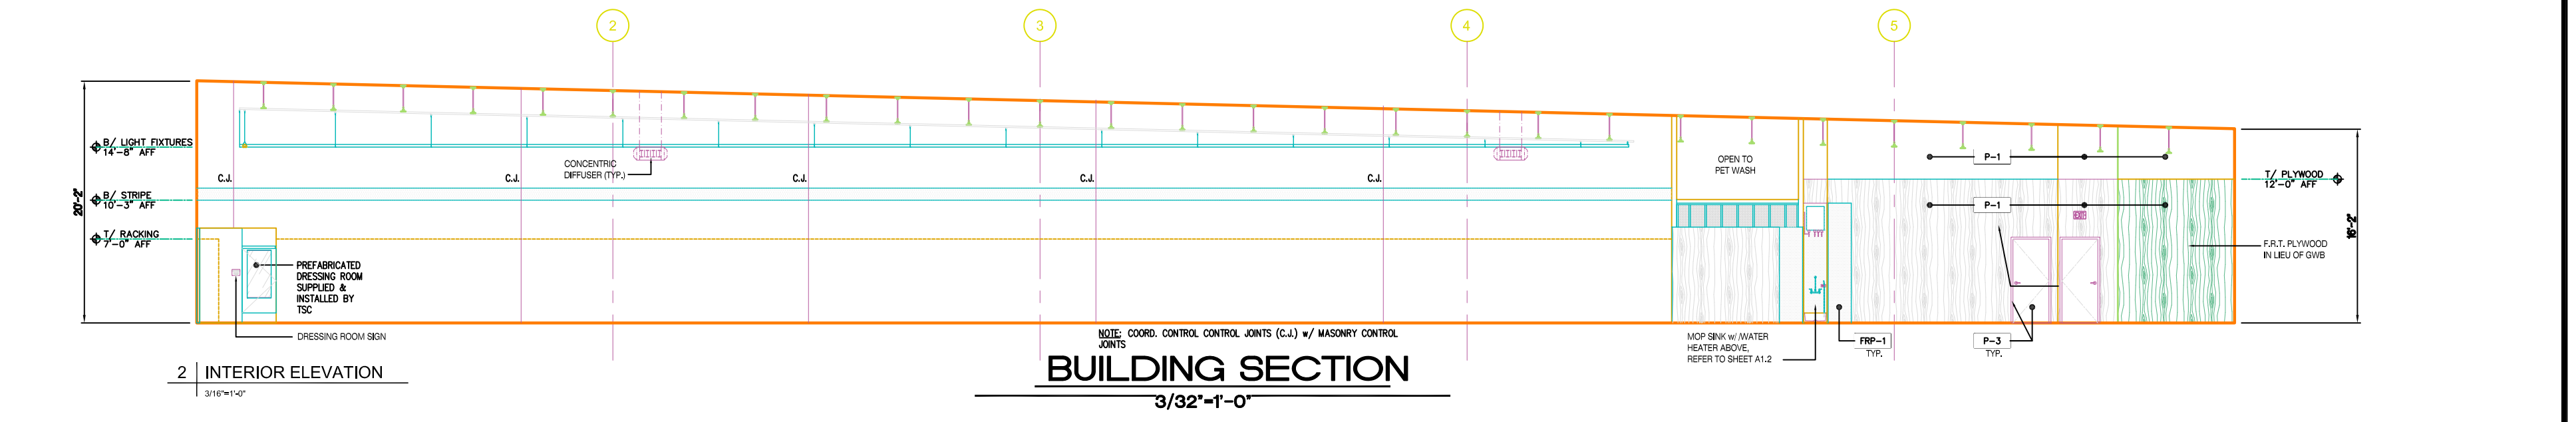 2
3
4
5
B/ LIGHT FIXTURES
14'-8" AFF
CONCENTRIC
DIFFUSER (TYP.)
OPEN TO
PET WASH
P-1
C.J.
C.J.
C.J.
C.J.
C.J.
T/ PLYWOOD
12'-0" AFF
20'-2"
B/ STRIPE
10'-3" AFF
P-1
EXIT
16'-2"
T/ RACKING
7'-0" AFF
F.R.T. PLYWOOD
IN LIEU OF GWB
PREFABRICATED
DRESSING ROOM
SUPPLIED &
INSTALLED BY
TSC
DRESSING ROOM SIGN
NOTE: COORD. CONTROL CONTROL JOINTS (C.J.) w/ MASONRY CONTROL
JOINTS
MOP SINK w/ /WATER
HEATER ABOVE,
REFER TO SHEET A1.2
FRP-1
TYP.
P-3
TYP.
2 INTERIOR ELEVATION
3/16"=1'-0"
BUILDING SECTION
3/32"=1'-0"